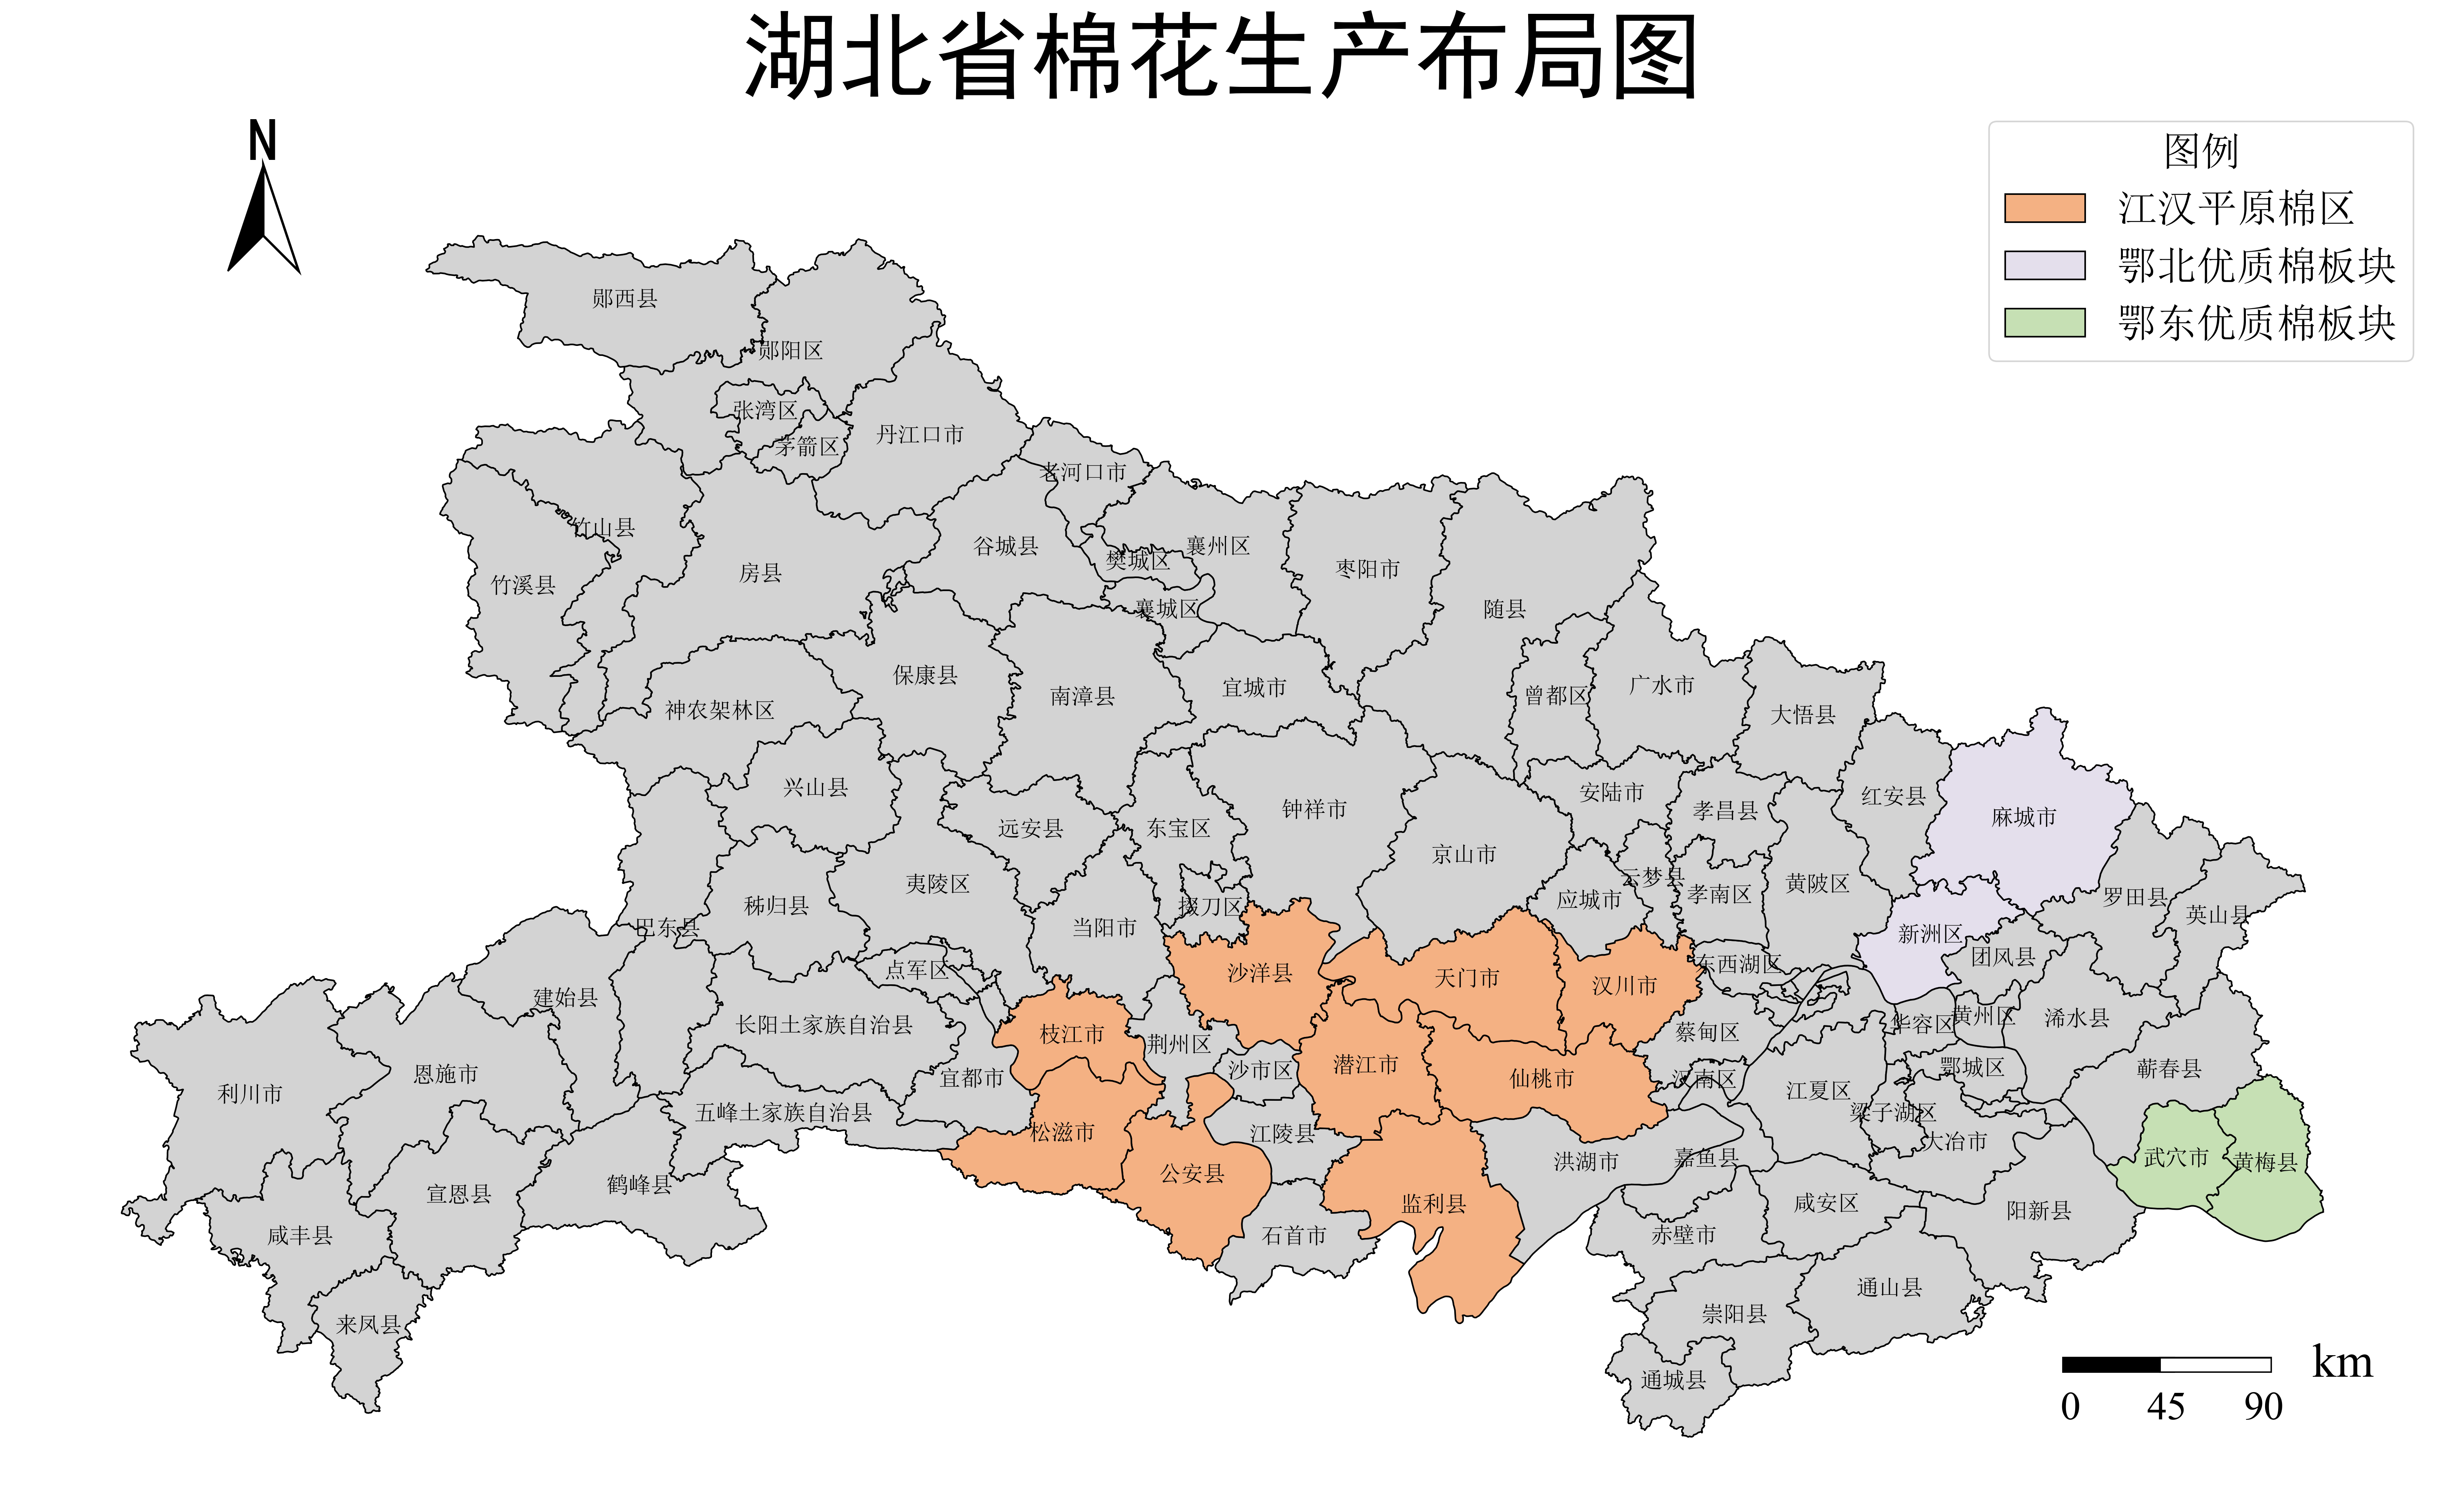 湖北省棉花生产布局图
N
图例
江汉平原棉区
鄂北优质棉板块
鄂东优质棉板块
郧西县
郧阳区
张湾区
茅箭区
丹江口市
老河口市
竹山县
竹溪县
房县
谷城县
樊城区
襄州区
襄城区
枣阳市
随县
曾都区
广水市
大悟县
保康县
南漳县
宜城市
神农架林区
兴山县
远安县
东宝区
钟祥市
京山市
安陆市
孝昌县
红安县
麻城市
夷陵区
秭归县
巴东县
当阳市
掇刀区
应城市
云梦县
孝南区
黄陂区
新洲区
罗田县
英山县
团风县
点军区
沙洋县
天门市
汉川市
东西湖区
建始县
长阳土家族自治县
枝江市
荆州区
沙市区
潜江市
仙桃市
蔡甸区
汉南区
江夏区
华容区
黄州区
浠水县
鄂城区
蕲春县
梁子湖区
大冶市
利川市
恩施市
宜都市
五峰土家族自治县
松滋市
公安县
江陵县
监利县
洪湖市
嘉鱼县
武穴市
黄梅县
宣恩县
鹤峰县
咸丰县
来凤县
石首市
赤壁市
咸安区
阳新县
崇阳县
通山县
通城县
km
0 45 90